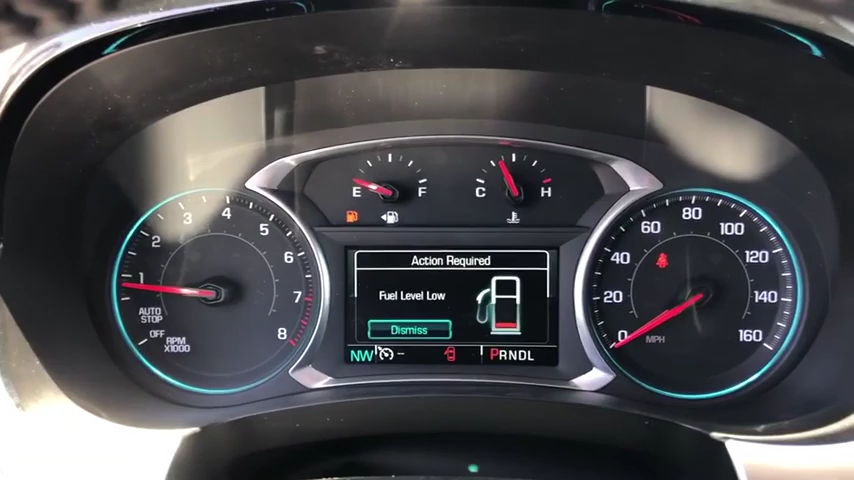 E F
C H
1 2 3 4 5 6 7 8
AUTO
STOP
OFF
RPM
X1000
Action Required
Fuel Level Low
Dismiss
NW -- PRNDL
0 20 40 60 80 100 120 140 160
MPH